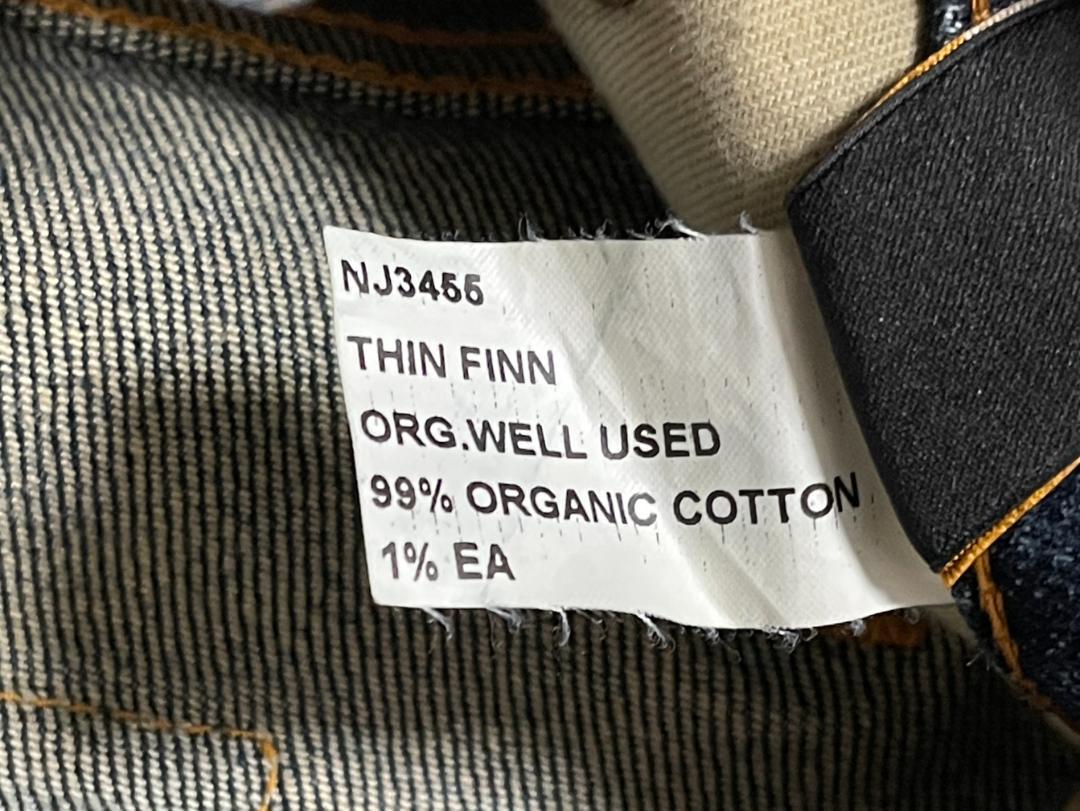 NJ3455
THIN FINN
ORG.WELL USED
99% ORGANIC COTTON
1% EA